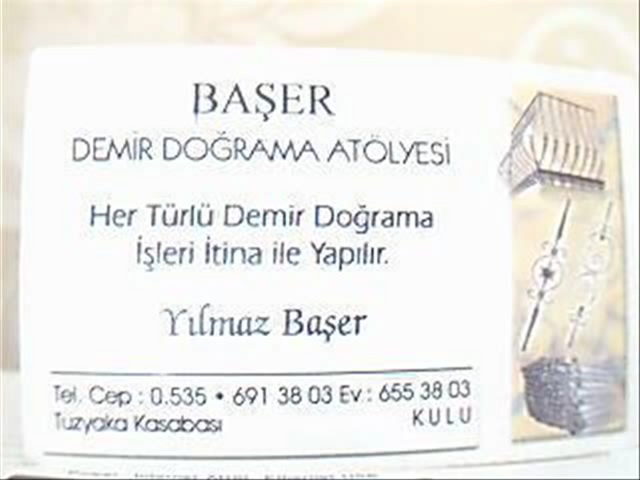 BAŞER
DEMİR DOĞRAMA ATÖLYESİ
Her Türlü Demir Doğrama
İşleri İtina ile Yapılır.
Yılmaz Başer
Tel. Cep : 0.535 • 691 38 03 Ev : 655 38 03
Tuzyaka Kasabası KULU